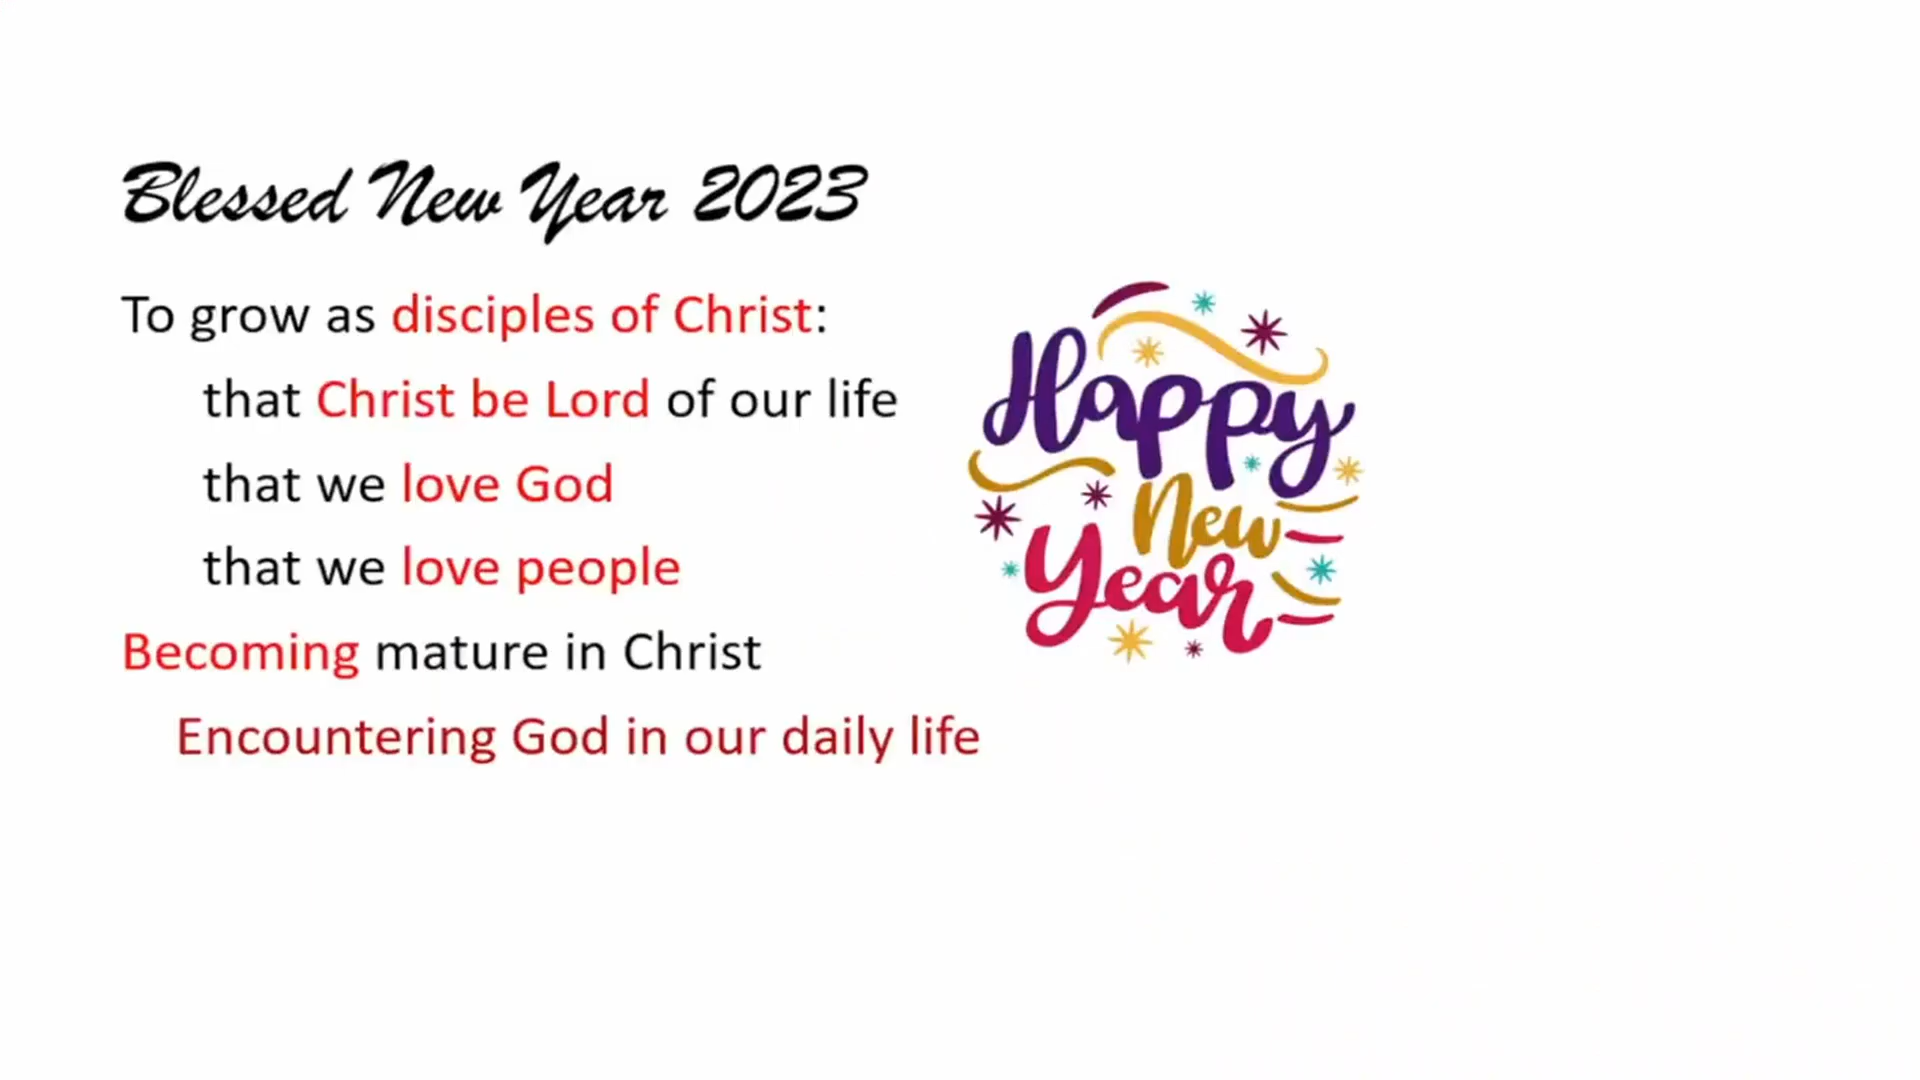 Blessed New Year 2023
To grow as disciples of Christ:
that Christ be Lord of our life
that we love God
that we love people
Becoming mature in Christ
Encountering God in our daily life
Happy
New
Year